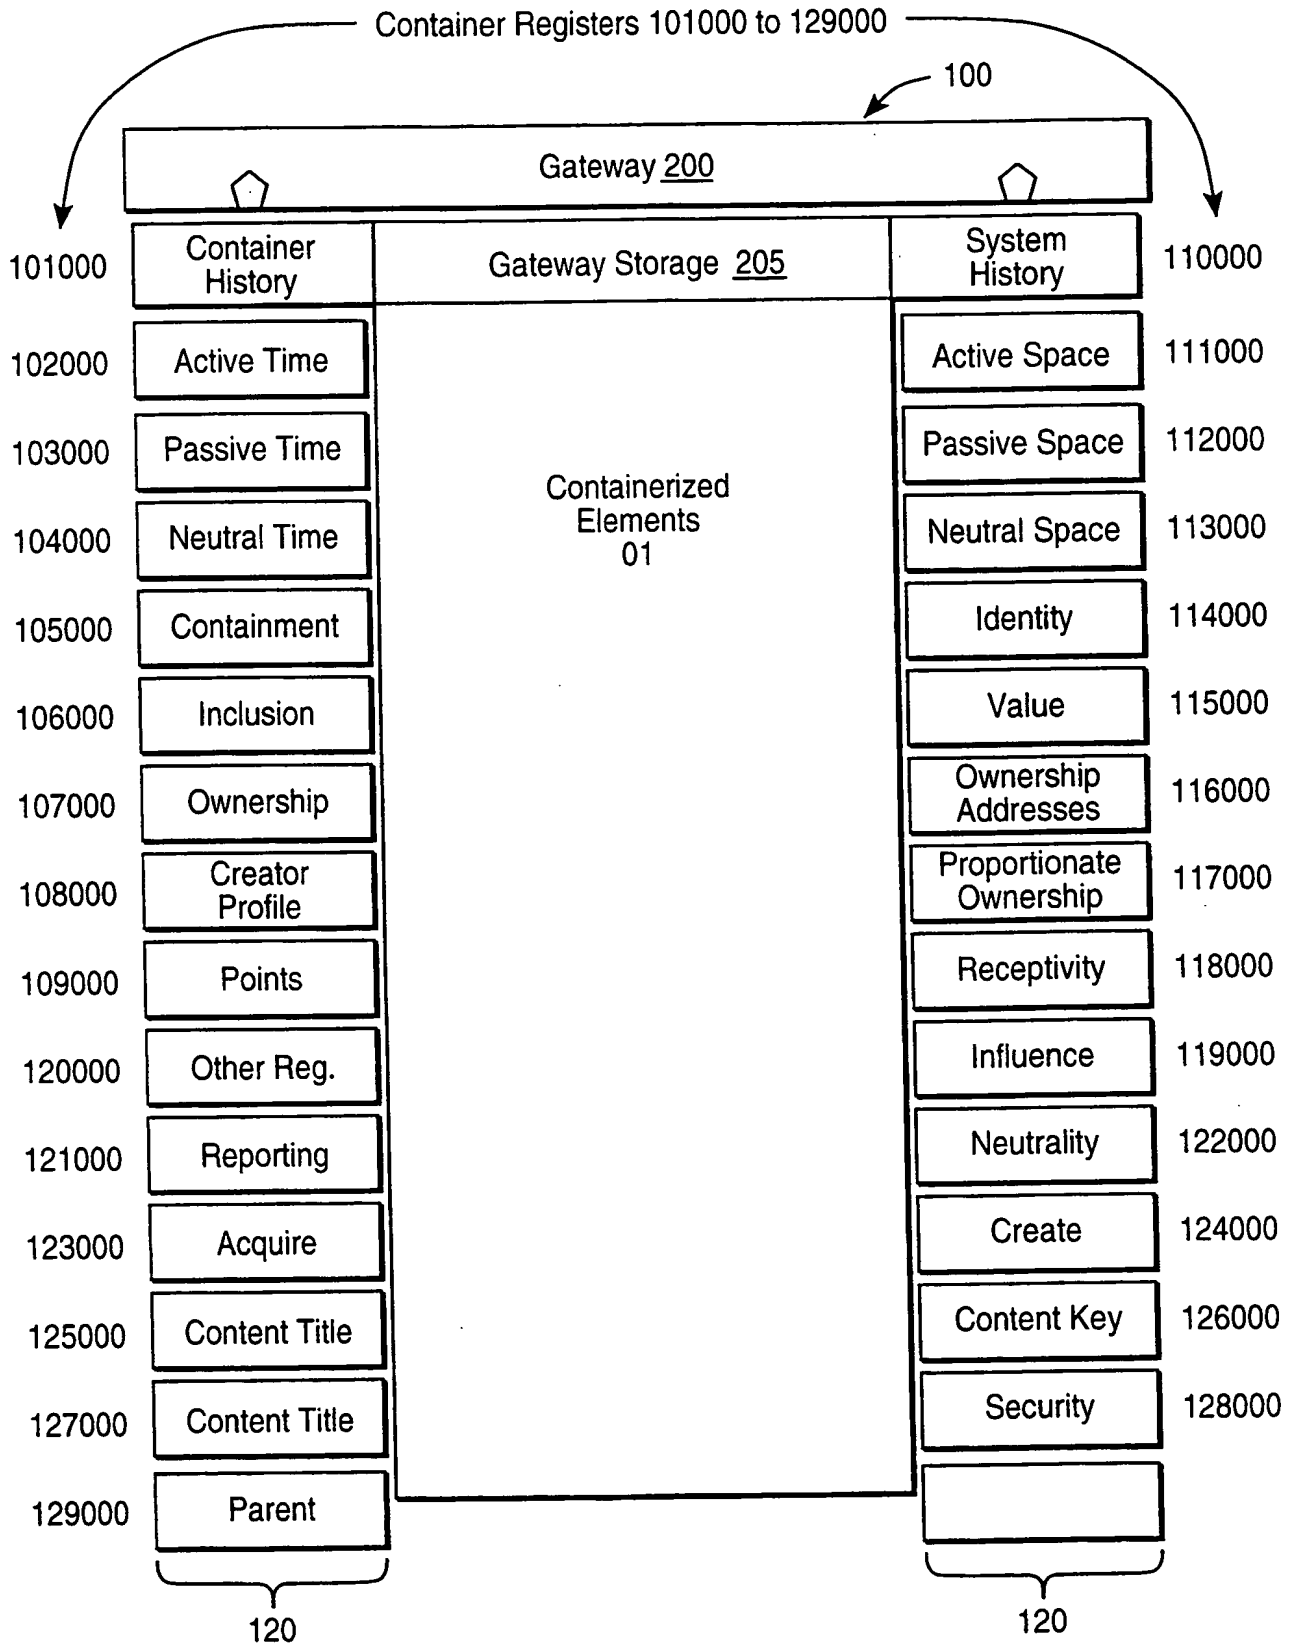 Container Registers 101000 to 129000
100
Gateway 200
101000
Container
History
Gateway Storage 205
System
History
110000
102000
Active Time
Active Space
111000
103000
Passive Time
Passive Space
112000
Containerized
Elements
01
104000
Neutral Time
Neutral Space
113000
105000
Containment
Identity
114000
106000
Inclusion
Value
115000
107000
Ownership
Ownership
Addresses
116000
108000
Creator
Profile
Proportionate
Ownership
117000
109000
Points
Receptivity
118000
120000
Other Reg.
Influence
119000
121000
Reporting
Neutrality
122000
123000
Acquire
Create
124000
125000
Content Title
Content Key
126000
127000
Content Title
Security
128000
129000
Parent
120
120